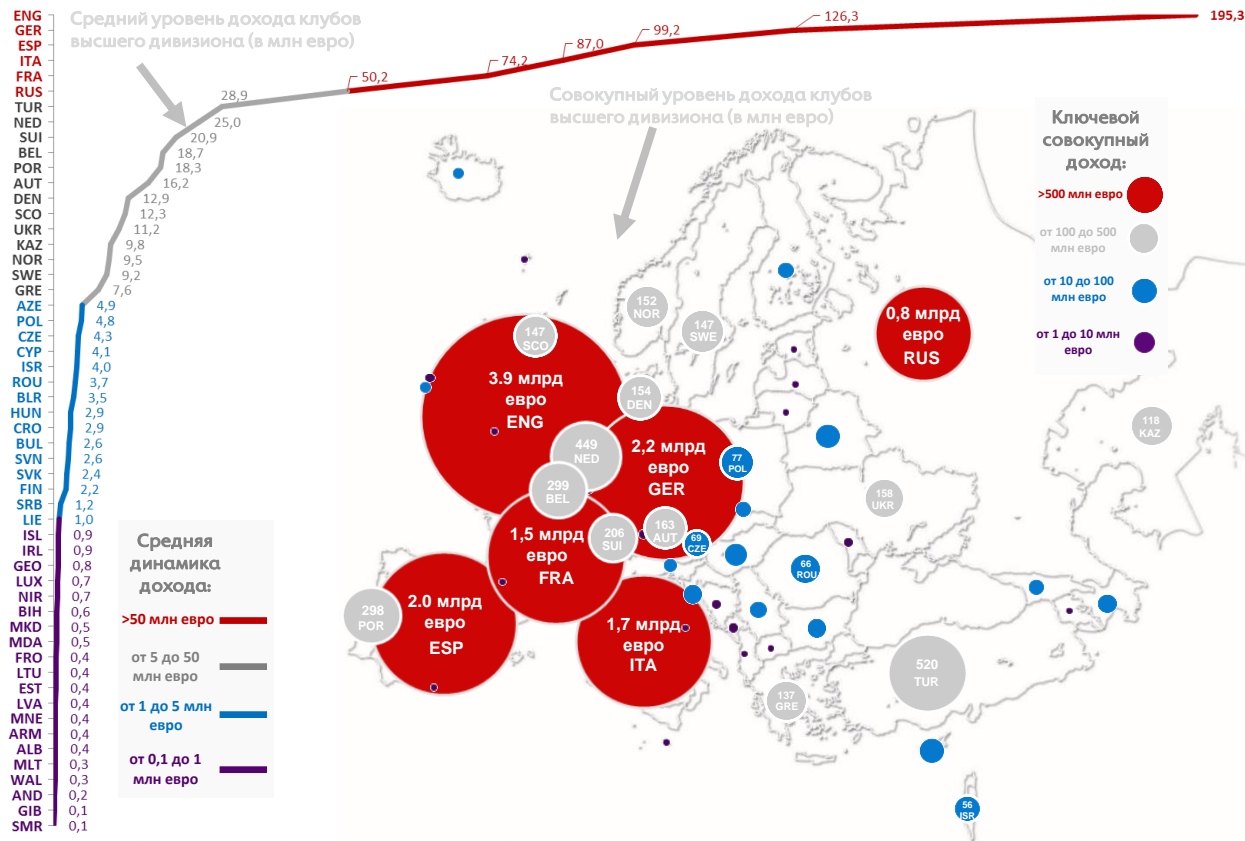 Средний уровень дохода клубов
высшего дивизиона (в млн евро)
ENG 195,3
GER 126,3
ESP 99,2
ITA 87,0
FRA 74,2
RUS 50,2
TUR 28,9
NED 25,0
SUI 20,9
BEL 18,7
POR 18,3
AUT 16,2
DEN 12,9
SCO 12,3
UKR 11,2
KAZ 9,8
NOR 9,5
SWE 9,2
GRE 7,6
AZE 4,9
POL 4,8
CZE 4,3
CYP 4,1
ISR 4,0
ROU 3,7
BLR 3,5
HUN 2,9
CRO 2,9
BUL 2,6
SVN 2,6
SVK 2,4
FIN 2,2
SRB 1,2
LIE 1,0
ISL 0,9
IRL 0,9
GEO 0,8
LUX 0,7
NIR 0,7
BIH 0,6
MKD 0,5
MDA 0,5
FRO 0,4
LTU 0,4
EST 0,4
LVA 0,4
MNE 0,4
ARM 0,4
ALB 0,4
MLT 0,3
WAL 0,3
AND 0,2
GIB 0,1
SMR 0,1
Средняя
динамика
дохода:
>50 млн евро
от 5 до 50
млн евро
от 1 до 5 млн
евро
от 0,1 до 1
млн евро
Совокупный уровень дохода клубов
высшего дивизиона (в млн евро)
Ключевой
совокупный
доход:
>500 млн евро
от 100 до 500
млн евро
от 10 до 100
млн евро
от 1 до 10 млн
евро
152
NOR
147
SWE
147
SCO
0,8 млрд
евро
RUS
3.9 млрд
евро
ENG
154
DEN
118
KAZ
449
NED
2,2 млрд
евро
GER
77
POL
299
BEL
158
UKR
1,5 млрд
евро
FRA
206
SUI
163
AUT
69
CZE
66
ROU
298
POR
2.0 млрд
евро
ESP
1,7 млрд
евро
ITA
520
TUR
137
GRE
56
ISR